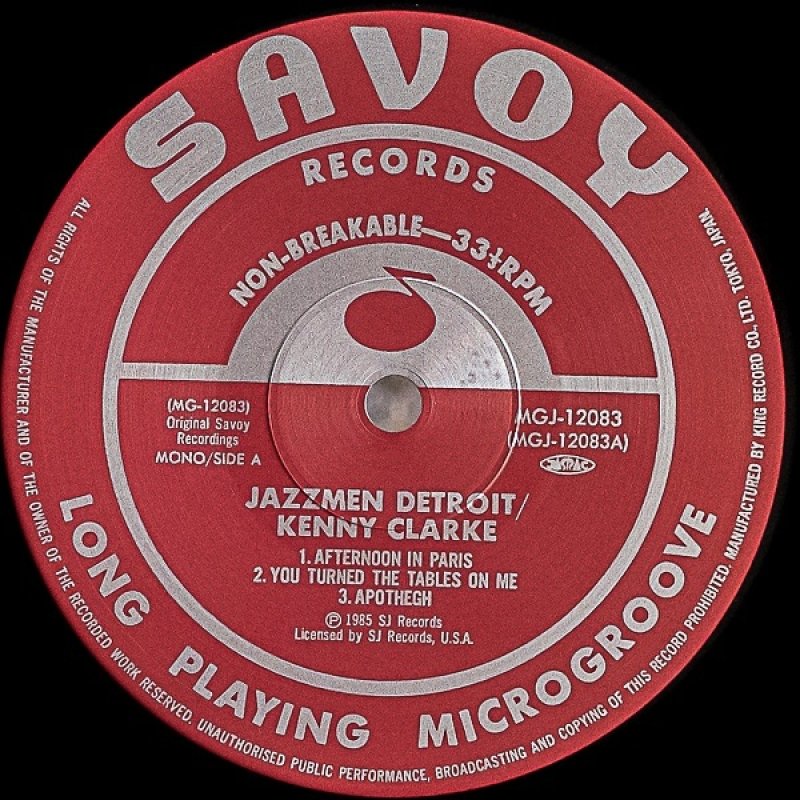 SAVOY
RECORDS
NON-BREAKABLE—33⅓RPM
(MG-12083)
Original Savoy
Recordings
MONO/SIDE A
MGJ-12083
(MGJ-12083A)
JAZZMEN DETROIT/
KENNY CLARKE
1. AFTERNOON IN PARIS
2. YOU TURNED THE TABLES ON ME
3. APOTHEGH
Ⓟ 1985 SJ Records
Licensed by SJ Records, U.S.A.
LONG PLAYING MICROGROOVE
ALL RIGHTS OF THE MANUFACTURER AND OF THE OWNER OF THE RECORDED WORK RESERVED. UNAUTHORISED PUBLIC PERFORMANCE, BROADCASTING AND COPYING OF THIS RECORD PROHIBITED. MANUFACTURED BY KING RECORD CO., LTD. TOKYO, JAPAN.